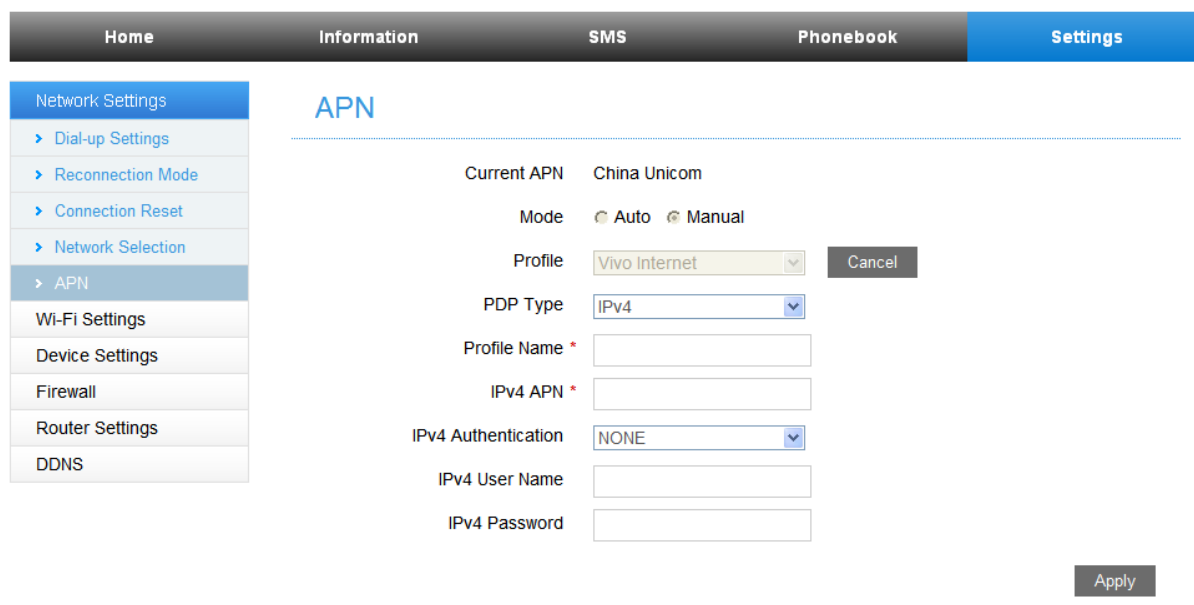 Home Information SMS Phonebook Settings
Network Settings
Dial-up Settings
Reconnection Mode
Connection Reset
Network Selection
APN
Wi-Fi Settings
Device Settings
Firewall
Router Settings
DDNS
APN
Current APN China Unicom
Mode Auto Manual
Profile Vivo Internet Cancel
PDP Type IPv4
Profile Name *
IPv4 APN *
IPv4 Authentication NONE
IPv4 User Name
IPv4 Password
Apply